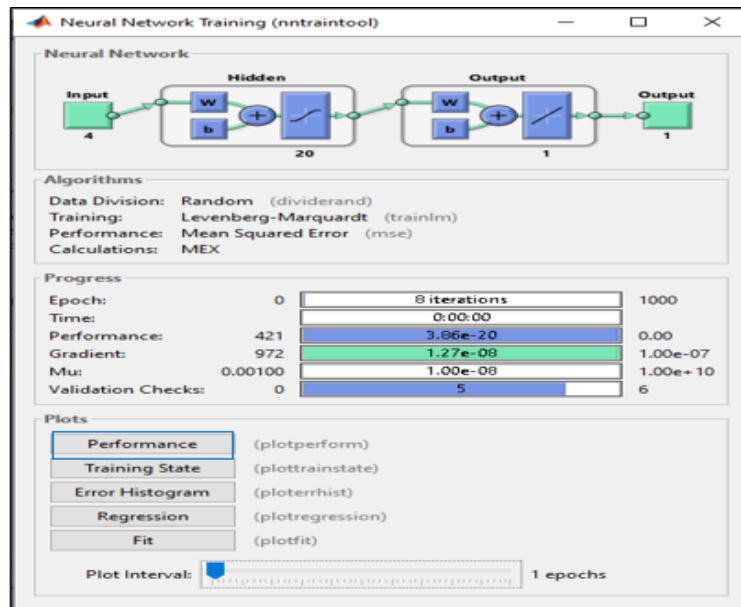 Neural Network Training (nntraintool)
Neural Network
Hidden
Output
Input
W
b
+
W
b
+
Output
4
20
1
1
Algorithms
Data Division: Random (dividerand)
Training: Levenberg-Marquardt (trainlm)
Performance: Mean Squared Error (mse)
Calculations: MEX
Progress
Epoch: 0 8 iterations 1000
Time: 0:00:00
Performance: 421 3.86e-20 0.00
Gradient: 972 1.27e-08 1.00e-07
Mu: 0.00100 1.00e-08 1.00e+10
Validation Checks: 0 5 6
Plots
Performance (plotperform)
Training State (plottrainstate)
Error Histogram (ploterrhist)
Regression (plotregression)
Fit (plotfit)
Plot Interval: 1 epochs